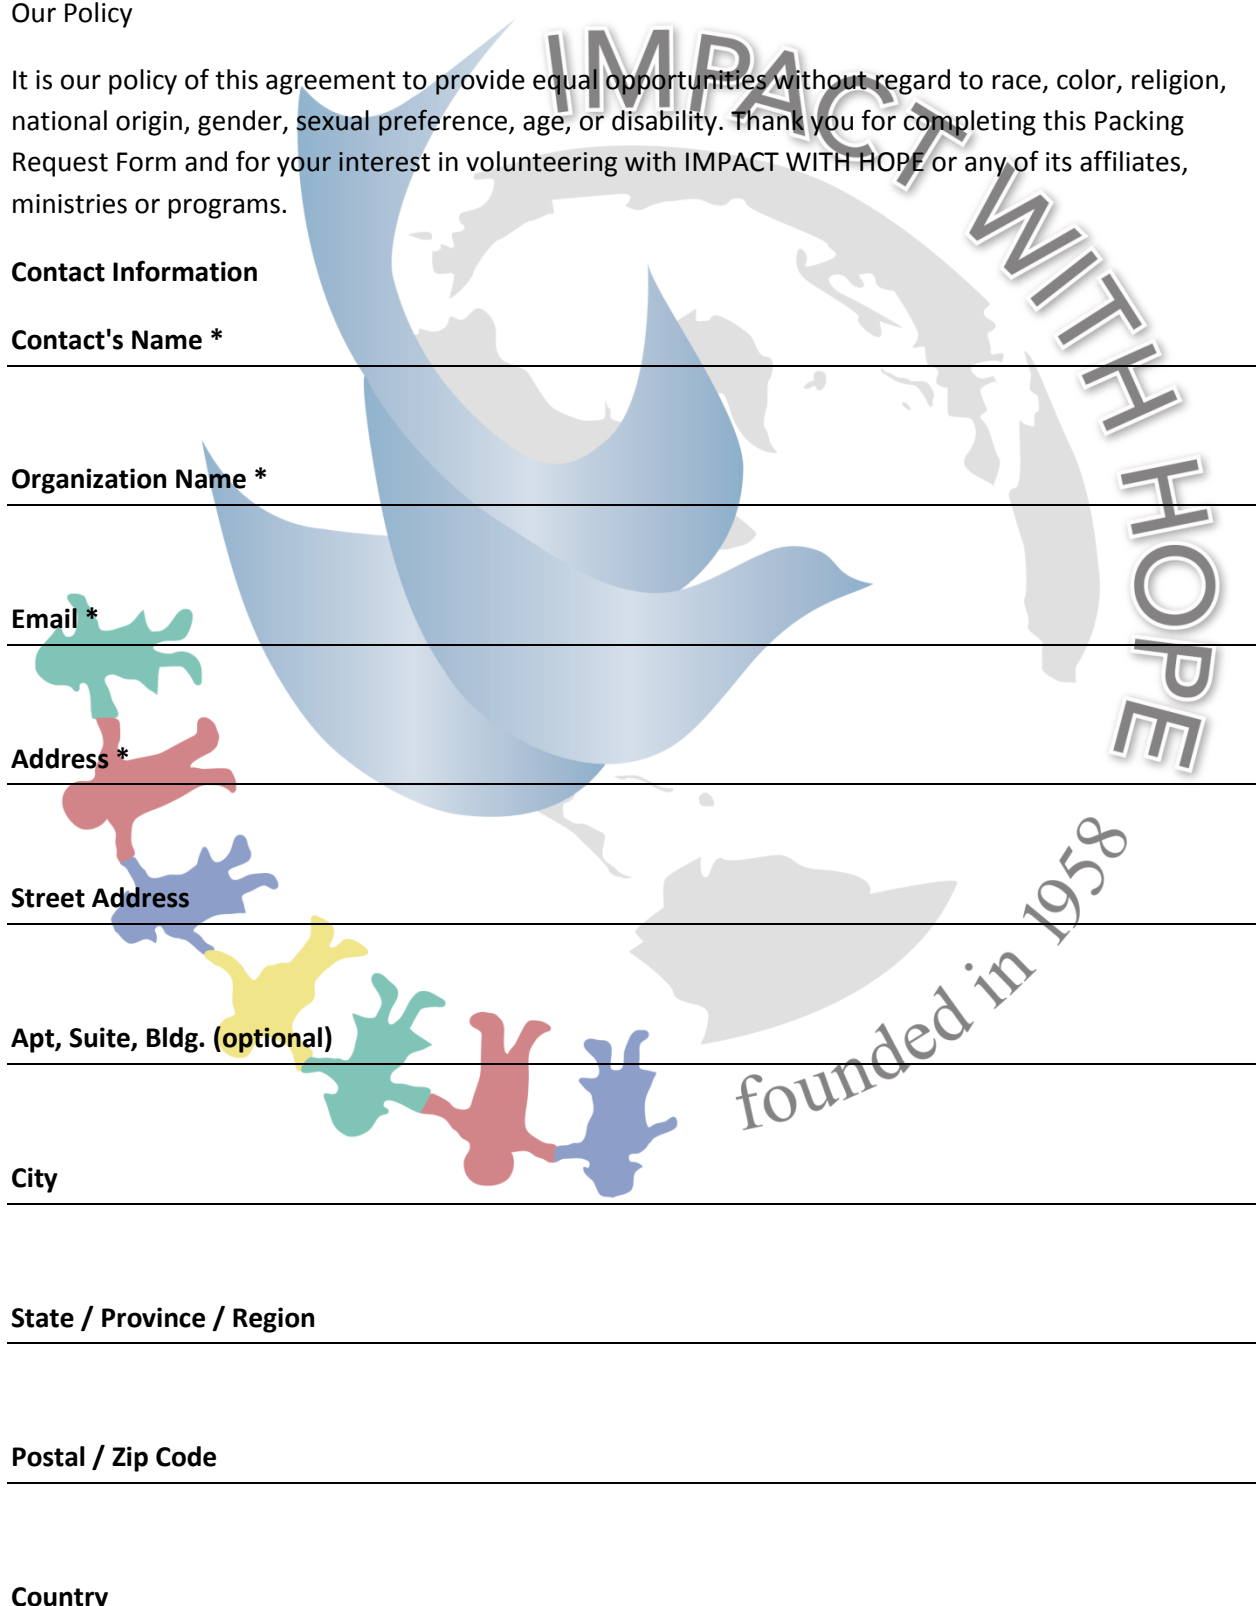 Our Policy
It is our policy of this agreement to provide equal opportunities without regard to race, color, religion,
national origin, gender, sexual preference, age, or disability. Thank you for completing this Packing
Request Form and for your interest in volunteering with IMPACT WITH HOPE or any of its affiliates,
ministries or programs.
IMPACT WITH HOPE
Contact Information
Contact's Name *
Organization Name *
Email *
Address *
Street Address
founded in 1958
Apt, Suite, Bldg. (optional)
City
State / Province / Region
Postal / Zip Code
Country